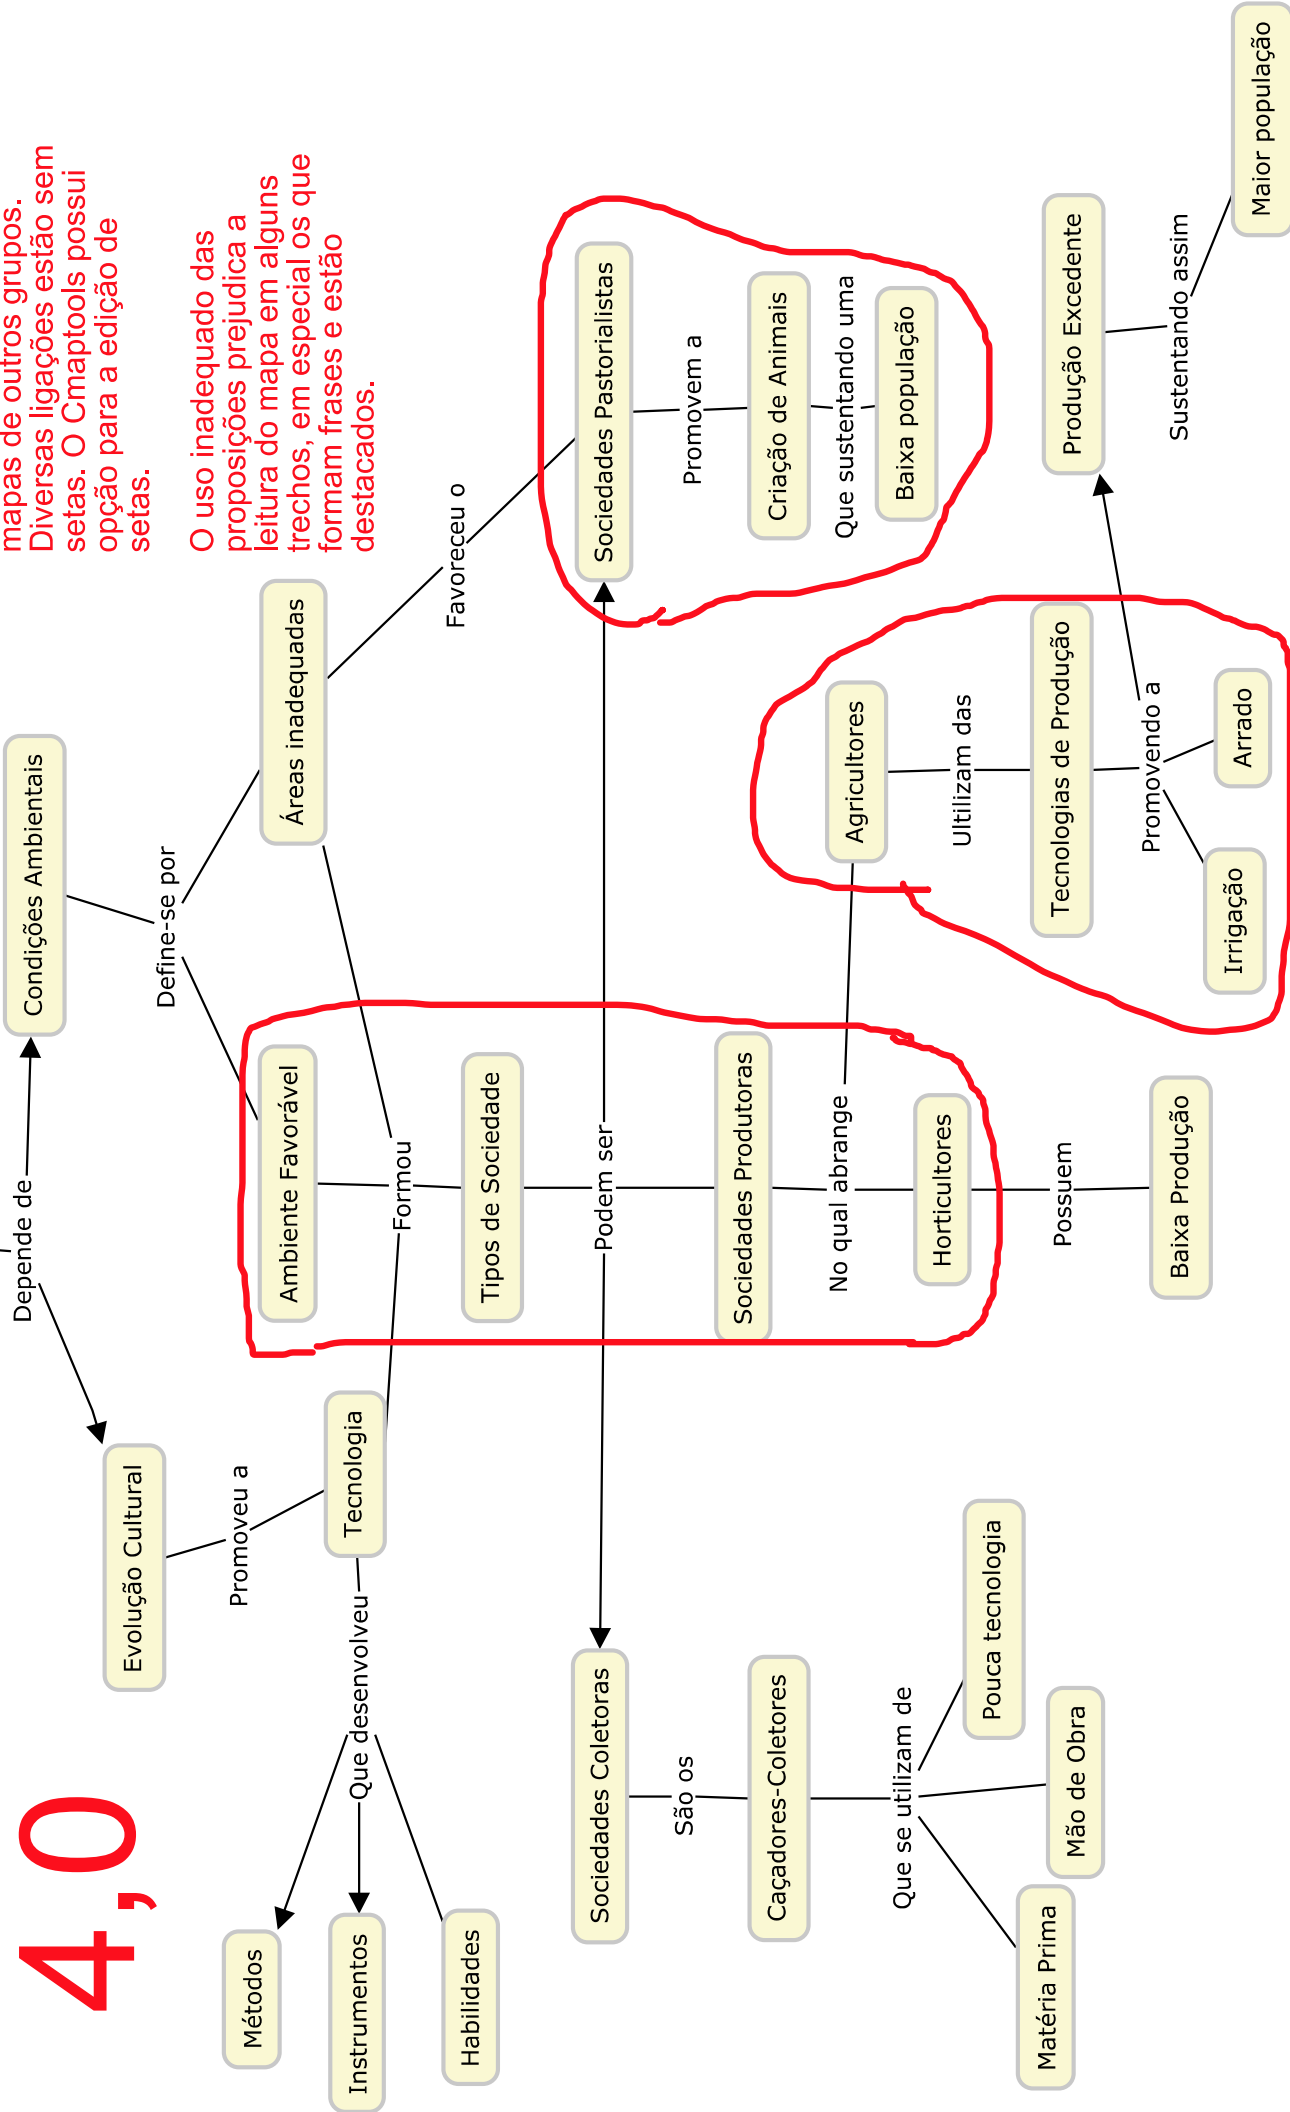 4,0
mapas de outros grupos.
Diversas ligações estão sem
setas. O Cmaptools possui
opção para a edição de
setas.
O uso inadequado das
proposições prejudica a
leitura do mapa em alguns
trechos, em especial os que
formam frases e estão
destacados.
Depende de
Condições Ambientais
Evolução Cultural
Define-se por
Promoveu a
Ambiente Favorável
Áreas inadequadas
Métodos
Tecnologia
Instrumentos
Que desenvolveu
Formou
Favoreceu o
Habilidades
Tipos de Sociedade
Sociedades Coletoras
Podem ser
Sociedades Pastorialistas
São os
Promovem a
Caçadores-Coletores
Sociedades Produtoras
Criação de Animais
No qual abrange
Agricultores
Que sustentando uma
Que se utilizam de
Horticultores
Baixa população
Ultilizam das
Pouca tecnologia
Matéria Prima
Mão de Obra
Possuem
Tecnologias de Produção
Produção Excedente
Promovendo a
Baixa Produção
Sustentando assim
Irrigação
Arrado
Maior população